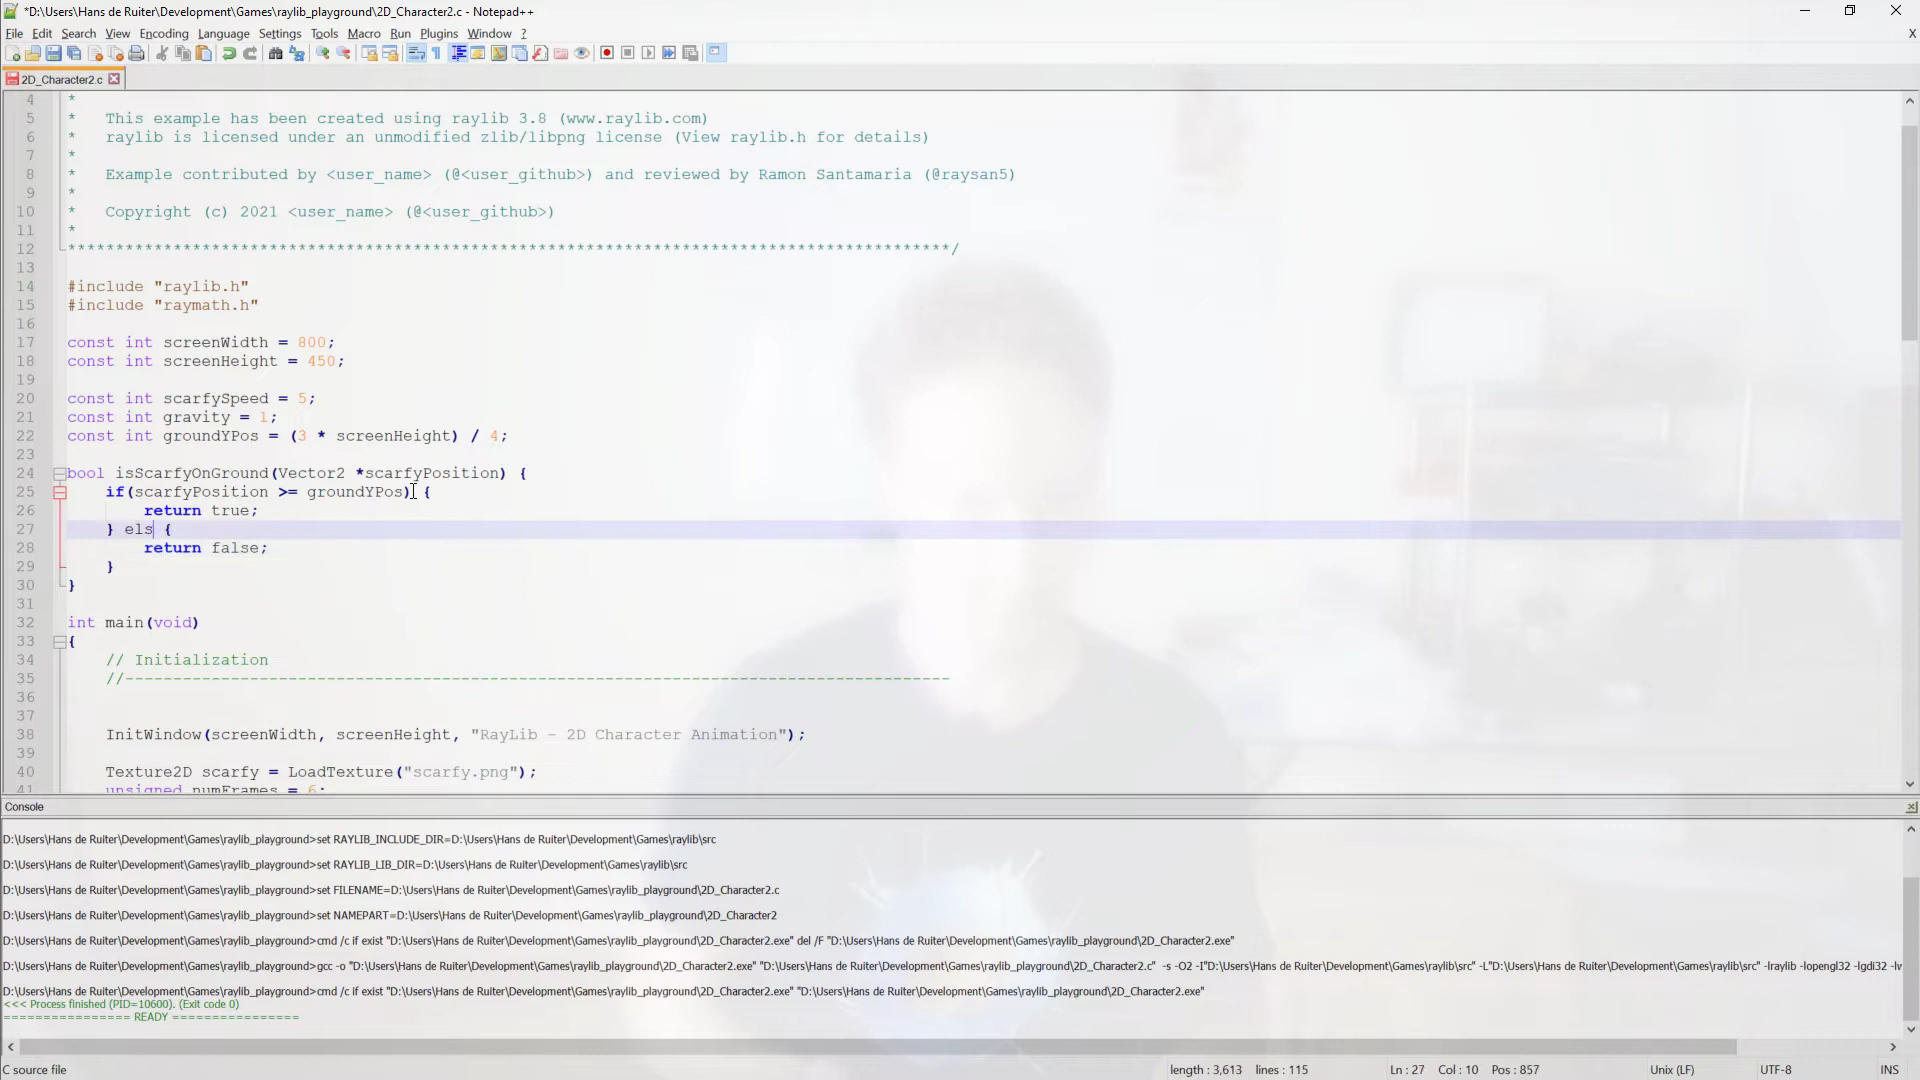 *D:\Users\Hans de Ruiter\Development\Games\raylib_playground\2D_Character2.c - Notepad++
File Edit Search View Encoding Language Settings Tools Macro Run Plugins Window ? X
2D_Character2.c
4 *
5 * This example has been created using raylib 3.8 (www.raylib.com)
6 * raylib is licensed under an unmodified zlib/libpng license (View raylib.h for details)
7 *
8 * Example contributed by <user_name> (@<user_github>) and reviewed by Ramon Santamaria (@raysan5)
9 *
10 * Copyright (c) 2021 <user_name> (@<user_github>)
11 *
12 ********************************************************************************************/
13
14 #include "raylib.h"
15 #include "raymath.h"
16
17 const int screenWidth = 800;
18 const int screenHeight = 450;
19
20 const int scarfySpeed = 5;
21 const int gravity = 1;
22 const int groundYPos = (3 * screenHeight) / 4;
23
24 bool isScarfyOnGround(Vector2 *scarfyPosition) {
25 if(scarfyPosition >= groundYPos) {
26 return true;
27 } els {
28 return false;
29 }
30 }
31
32 int main(void)
33 {
34 // Initialization
35 //--------------------------------------------------------------------------------------
36
37
38 InitWindow(screenWidth, screenHeight, "RayLib - 2D Character Animation");
39
40 Texture2D scarfy = LoadTexture("scarfy.png");
41 unsigned numFrames = 6;
Console
D:\Users\Hans de Ruiter\Development\Games\raylib_playground>set RAYLIB_INCLUDE_DIR=D:\Users\Hans de Ruiter\Development\Games\raylib\src
D:\Users\Hans de Ruiter\Development\Games\raylib_playground>set RAYLIB_LIB_DIR=D:\Users\Hans de Ruiter\Development\Games\raylib\src
D:\Users\Hans de Ruiter\Development\Games\raylib_playground>set FILENAME=D:\Users\Hans de Ruiter\Development\Games\raylib_playground\2D_Character2.c
D:\Users\Hans de Ruiter\Development\Games\raylib_playground>set NAMEPART=D:\Users\Hans de Ruiter\Development\Games\raylib_playground\2D_Character2
D:\Users\Hans de Ruiter\Development\Games\raylib_playground>cmd /c if exist "D:\Users\Hans de Ruiter\Development\Games\raylib_playground\2D_Character2.exe" del /F "D:\Users\Hans de Ruiter\Development\Games\raylib_playground\2D_Character2.exe"
D:\Users\Hans de Ruiter\Development\Games\raylib_playground>gcc -o "D:\Users\Hans de Ruiter\Development\Games\raylib_playground\2D_Character2.exe" "D:\Users\Hans de Ruiter\Development\Games\raylib_playground\2D_Character2.c" -s -O2 -I"D:\Users\Hans de Ruiter\Development\Games\raylib\src" -L"D:\Users\Hans de Ruiter\Development\Games\raylib\src" -lraylib -lopengl32 -lgdi32 -lw
D:\Users\Hans de Ruiter\Development\Games\raylib_playground>cmd /c if exist "D:\Users\Hans de Ruiter\Development\Games\raylib_playground\2D_Character2.exe" "D:\Users\Hans de Ruiter\Development\Games\raylib_playground\2D_Character2.exe"
<<< Process finished (PID=10600). (Exit code 0)
================ READY ================
C source file length : 3,613 lines : 115 Ln : 27 Col : 10 Pos : 857 Unix (LF) UTF-8 INS